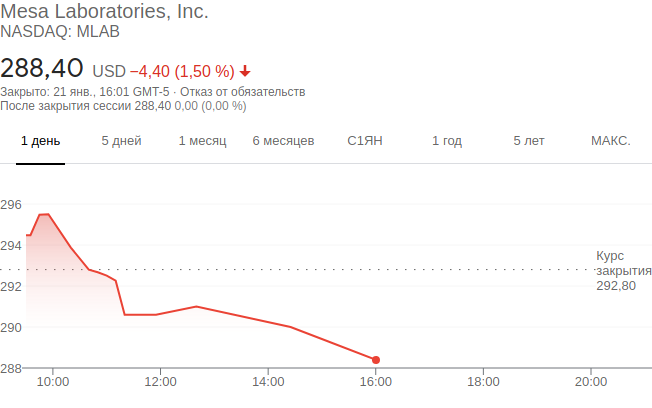 Mesa Laboratories, Inc.
NASDAQ: MLAB
288,40 USD −4,40 (1,50 %)
Закрыто: 21 янв., 16:01 GMT-5 · Отказ от обязательств
После закрытия сессии 288,40 0,00 (0,00 %)
1 день 5 дней 1 месяц 6 месяцев С1ЯН 1 год 5 лет МАКС.
296
294
Курс
закрытия
292,80
292
290
288
10:00 12:00 14:00 16:00 18:00 20:00